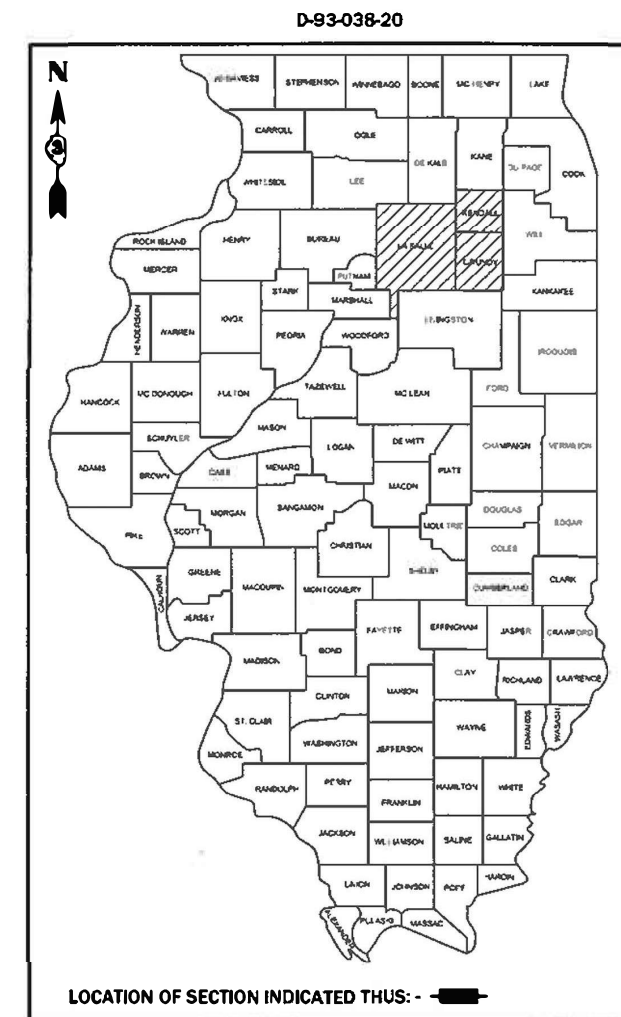 D-93-038-20
N
STEPHENSON WINNEBAGO BOONE MC HENRY LAKE
CARROLL OGLE DE KALB KANE DU PAGE COOK
WHITESIDE LEE KENDALL WILL
ROCK ISLAND HENRY BUREAU LA SALLE GRUNDY
MERCER PUTNAM KANKAKEE
STARK MARSHALL LIVINGSTON
HENDERSON WARREN KNOX PEORIA WOODFORD IROQUOIS
HANCOCK MC DONOUGH FULTON TAZEWELL MC LEAN FORD
SCHUYLER MASON LOGAN DE WITT CHAMPAIGN VERMILION
ADAMS BROWN CASS MENARD MACON PIATT
MORGAN SANGAMON DOUGLAS EDGAR
PIKE SCOTT CHRISTIAN MOULTRIE COLES
GREENE MACOUPIN MONTGOMERY SHELBY CUMBERLAND CLARK
CALHOUN JERSEY FAYETTE EFFINGHAM JASPER CRAWFORD
MADISON BOND CLAY RICHLAND LAWRENCE
CLINTON MARION
ST. CLAIR WASHINGTON JEFFERSON WAYNE EDWARDS WABASH
MONROE
RANDOLPH PERRY FRANKLIN HAMILTON WHITE
JACKSON WILLIAMSON SALINE GALLATIN
UNION JOHNSON POPE HARDIN
ALEXANDER PULASKI MASSAC
LOCATION OF SECTION INDICATED THUS: -